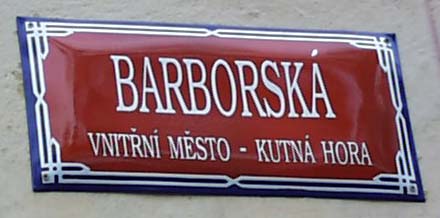 BARBORSKÁ
VNITŘNÍ MĚSTO - KUTNÁ HORA